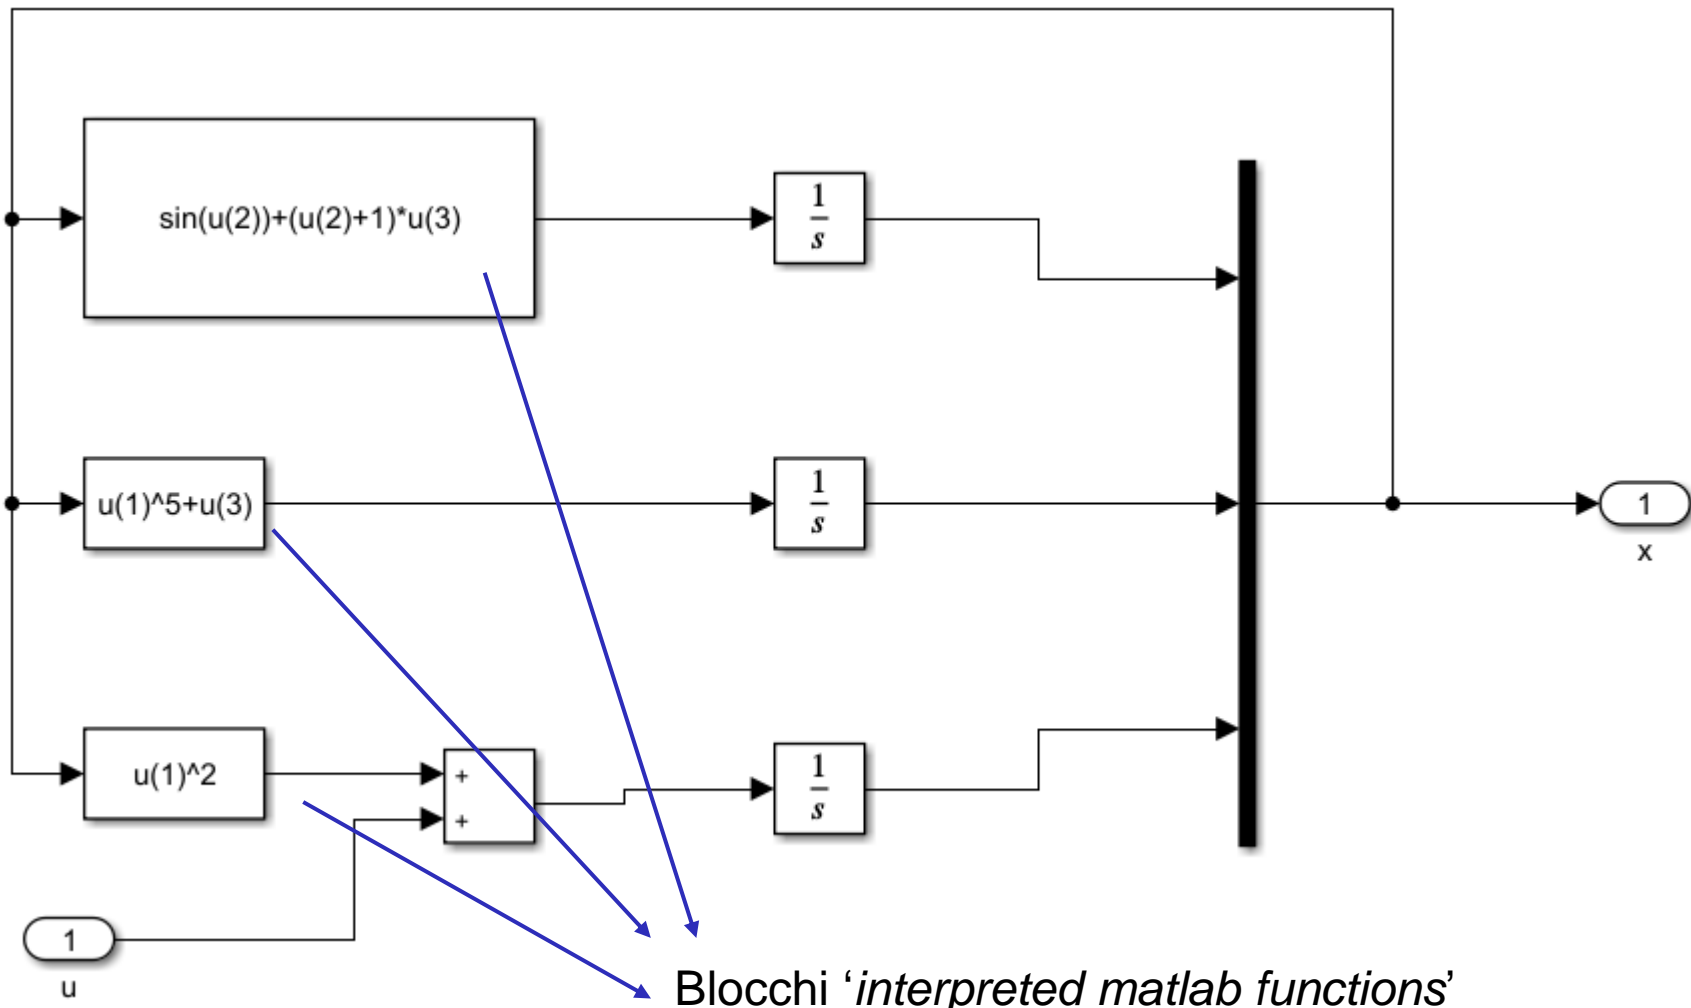 sin(u(2))+(u(2)+1)*u(3)
1
s
u(1)^5+u(3)
1
s
1
x
u(1)^2
+
+
1
s
1
u
Blocchi ‘interpreted matlab functions’